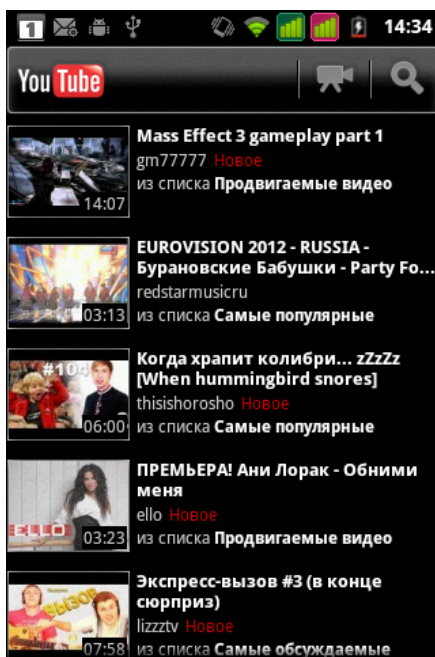 1 14:34
You Tube
Mass Effect 3 gameplay part 1
gm77777 Новое
из списка Продвигаемые видео
14:07
EUROVISION 2012 - RUSSIA -
Бурановские Бабушки - Party Fo...
redstarmusicru
03:13 из списка Самые популярные
Когда храпит колибри... zZzZz
#104 [When hummingbird snores]
thisishorosho Новое
06:00 из списка Самые популярные
ПРЕМЬЕРА! Ани Лорак - Обними
меня
ello Новое
ELLO
03:23 из списка Продвигаемые видео
Экспресс-вызов #3 (в конце
сюрприз)
ВЫЗОВ
lizzztv Новое
07:58 из списка Самые обсуждаемые